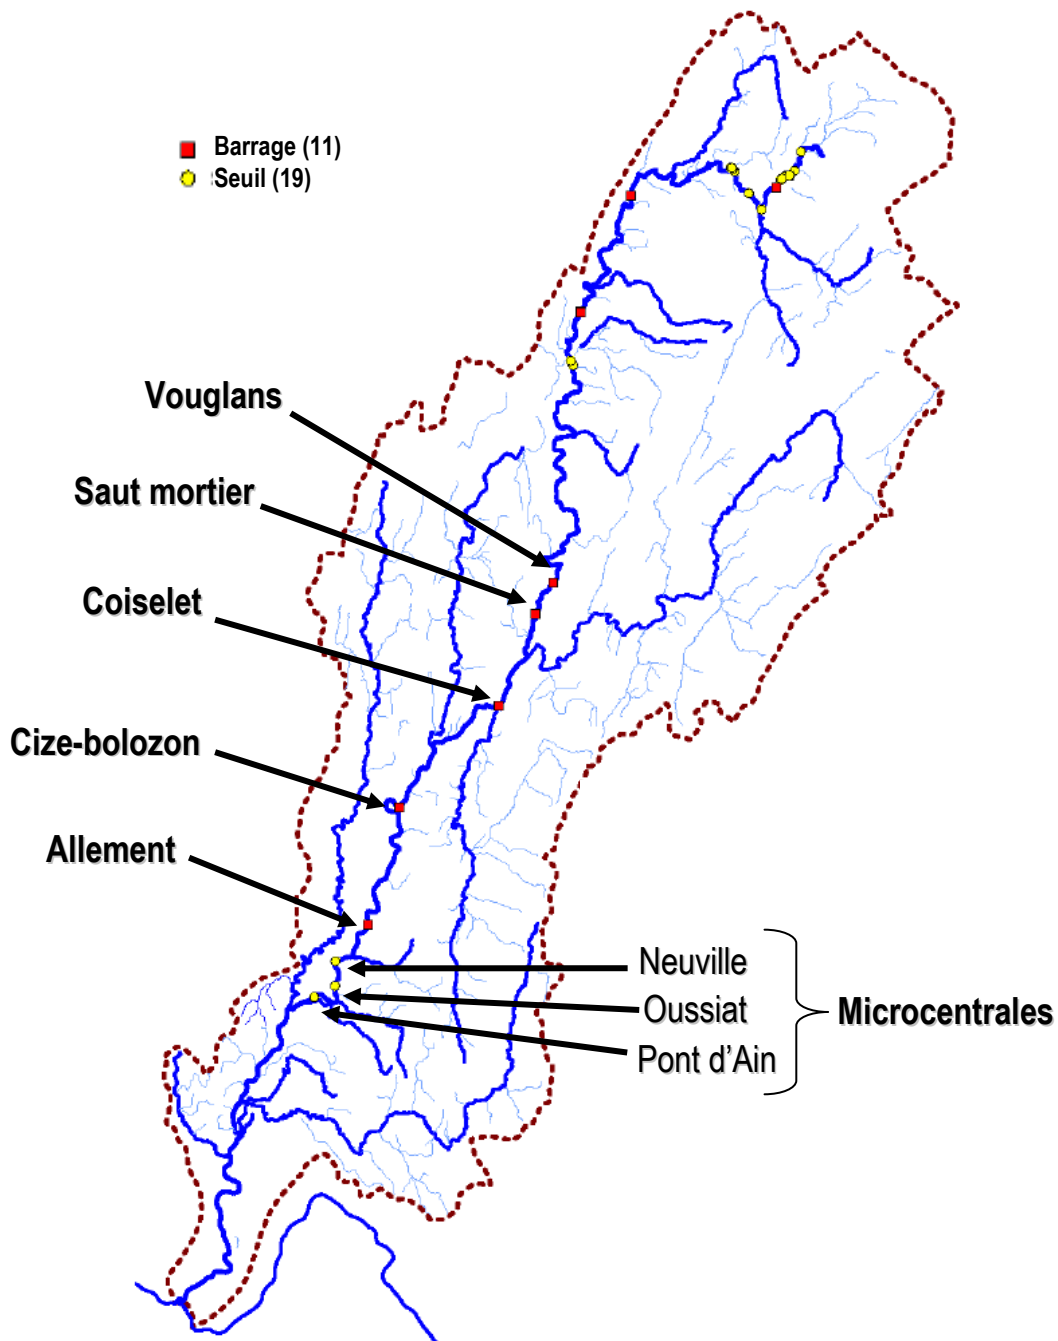 Barrage (11)
Seuil (19)
Vouglans
Saut mortier
Coiselet
Cize-bolozon
Allement
Neuville
Oussiat
Pont d'Ain
Microcentrales